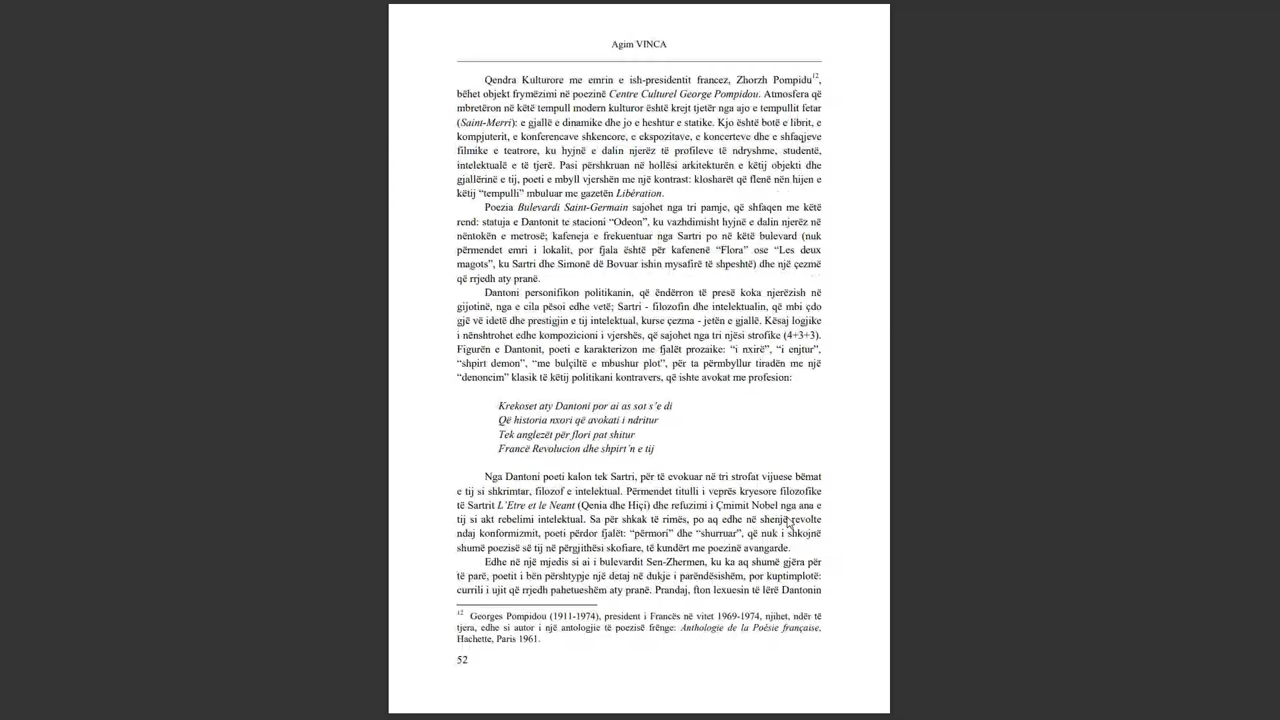 Agim VINCA
Qendra Kulturore me emrin e ish-presidentit francez, Zhorzh Pompidu12,
bëhet objekt frymëzimi në poezinë Centre Culturel George Pompidou. Atmosfera që
mbretëron në këtë tempull modern kulturor është krejt tjetër nga ajo e tempullit fetar
(Saint-Merri): e gjallë e dinamike dhe jo e heshtur e statike. Kjo është botë e librit, e
kompjuterit, e konferencave shkencore, e ekspozitave, e koncerteve dhe e shfaqjeve
filmike e teatrore, ku hyjnë e dalin njerëz të profileve të ndryshme, studentë,
intelektualë e të tjerë. Pasi përshkruan në hollësi arkitekturën e këtij objekti dhe
gjallërinë e tij, poeti e mbyll vjershën me një kontrast: klosharët që flenë nën hijen e
këtij “tempulli” mbuluar me gazetën Libération.
Poezia Bulevardi Saint-Germain sajohet nga tri pamje, që shfaqen me këtë
rend: statuja e Dantonit te stacioni “Odeon”, ku vazhdimisht hyjnë e dalin njerëz në
nëntokën e metrosë; kafeneja e frekuentuar nga Sartri po në këtë bulevard (nuk
përmendet emri i lokalit, por fjala është për kafenenë “Flora” ose “Les deux
magots”, ku Sartri dhe Simonë dë Bovuar ishin mysafirë të shpeshtë) dhe një çezmë
që rrjedh aty pranë.
Dantoni personifikon politikanin, që ëndërron të presë koka njerëzish në
gijotinë, nga e cila pësoi edhe vetë; Sartri - filozofin dhe intelektualin, që mbi çdo
gjë vë idetë dhe prestigjin e tij intelektual, kurse çezma - jetën e gjallë. Kësaj logjike
i nënshtrohet edhe kompozicioni i vjershës, që sajohet nga tri njësi strofike (4+3+3).
Figurën e Dantonit, poeti e karakterizon me fjalët prozaike: “i nxirë”, “i enjtur”,
“shpirt demon”, “me bulçiltë e mbushur plot”, për ta përmbyllur tiradën me një
“denoncim” klasik të këtij politikani kontravers, që ishte avokat me profesion:
Krekoset aty Dantoni por ai as sot s’e di
Që historia nxori që avokati i ndritur
Tek anglezët për flori pat shitur
Francë Revolucion dhe shpirt’n e tij
Nga Dantoni poeti kalon tek Sartri, për të evokuar në tri strofat vijuese bëmat
e tij si shkrimtar, filozof e intelektual. Përmendet titulli i veprës kryesore filozofike
të Sartrit L’Etre et le Neant (Qenia dhe Hiçi) dhe refuzimi i Çmimit Nobel nga ana e
tij si akt rebelimi intelektual. Sa për shkak të rimës, po aq edhe në shenjë revolte
ndaj konformizmit, poeti përdor fjalët: “përmori” dhe “shurruar”, që nuk i shkojnë
shumë poezisë së tij në përgjithësi skofiare, të kundërt me poezinë avangarde.
Edhe në një mjedis si ai i bulevardit Sen-Zhermen, ku ka aq shumë gjëra për
të parë, poetit i bën përshtypje një detaj në dukje i parëndësishëm, por kuptimplotë:
currili i ujit që rrjedh pahetueshëm aty pranë. Prandaj, fton lexuesin të lërë Dantonin
12 Georges Pompidou (1911-1974), president i Francës në vitet 1969-1974, njihet, ndër të
tjera, edhe si autor i një antologjie të poezisë frënge: Anthologie de la Poésie française,
Hachette, Paris 1961.
52